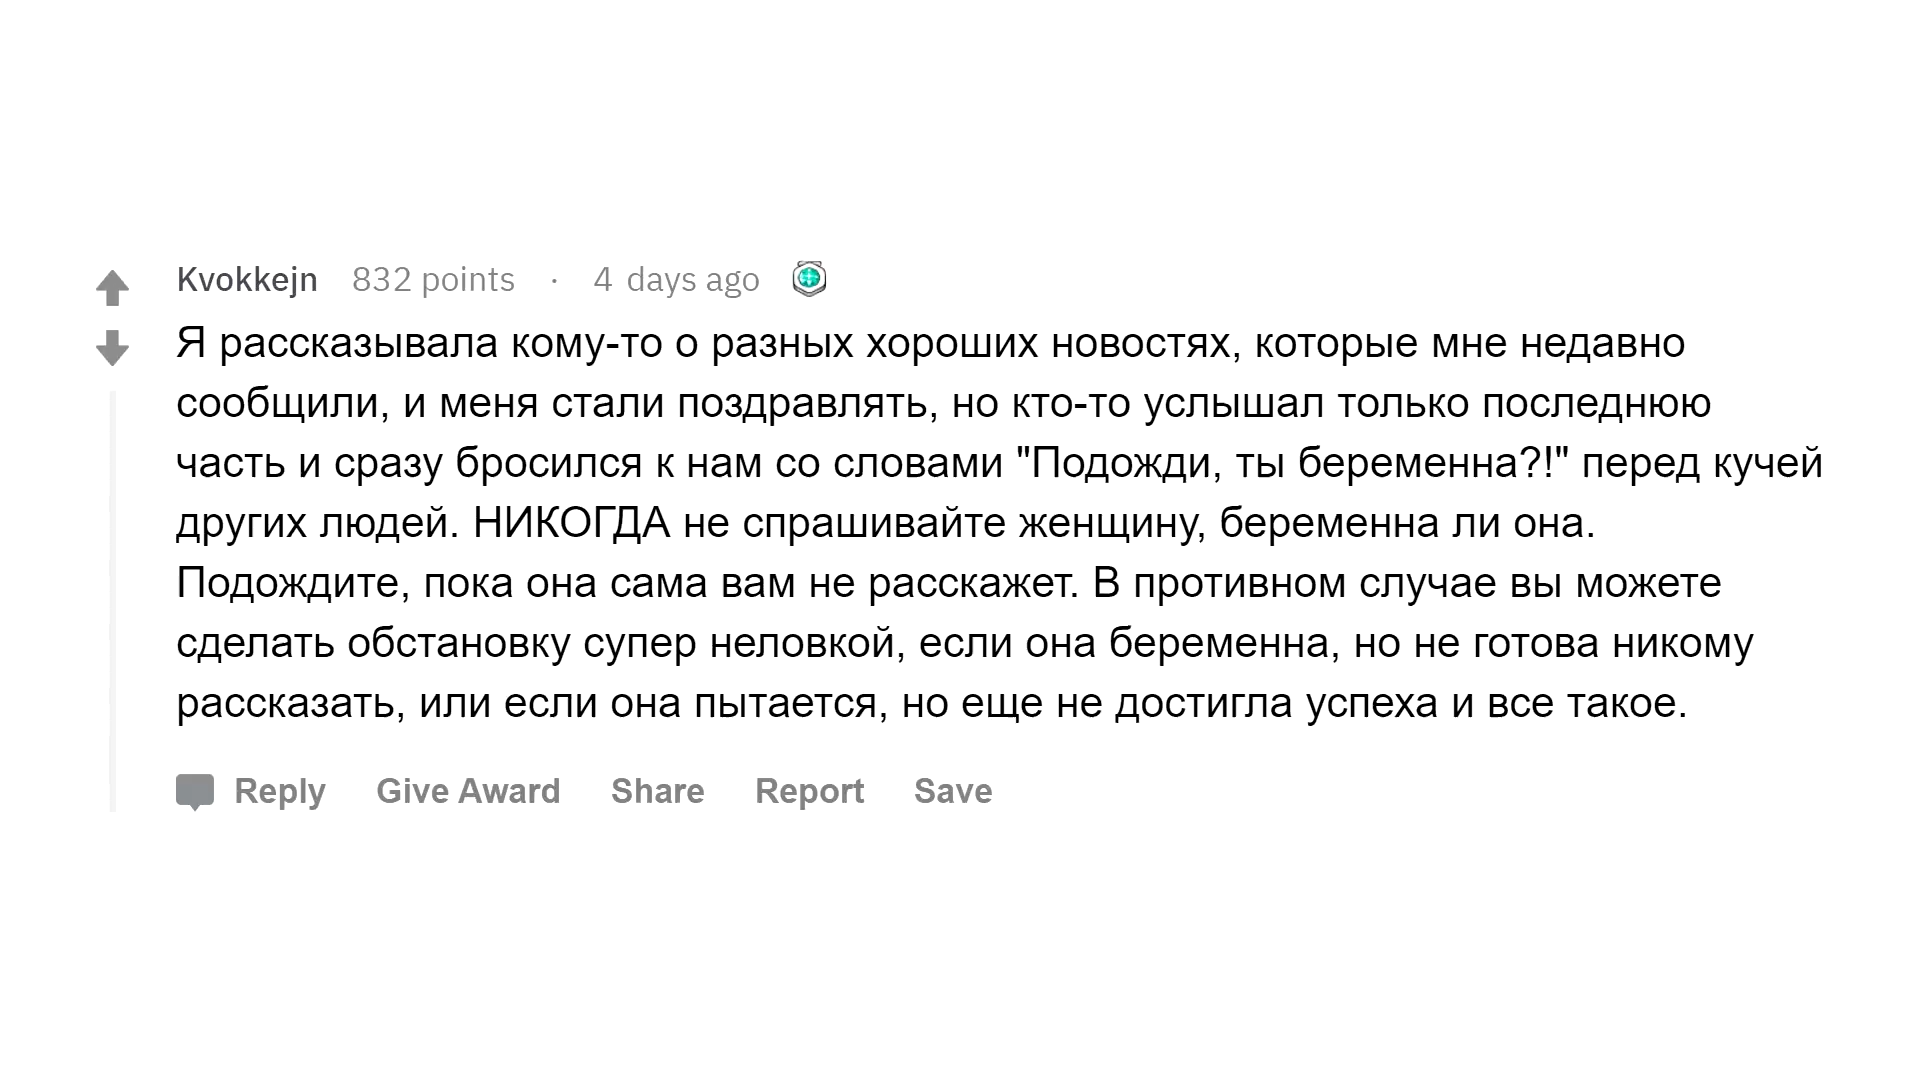 Kvokkejn 832 points · 4 days ago
Я рассказывала кому-то о разных хороших новостях, которые мне недавно
сообщили, и меня стали поздравлять, но кто-то услышал только последнюю
часть и сразу бросился к нам со словами "Подожди, ты беременна?!" перед кучей
других людей. НИКОГДА не спрашивайте женщину, беременна ли она.
Подождите, пока она сама вам не расскажет. В противном случае вы можете
сделать обстановку супер неловкой, если она беременна, но не готова никому
рассказать, или если она пытается, но еще не достигла успеха и все такое.
Reply Give Award Share Report Save